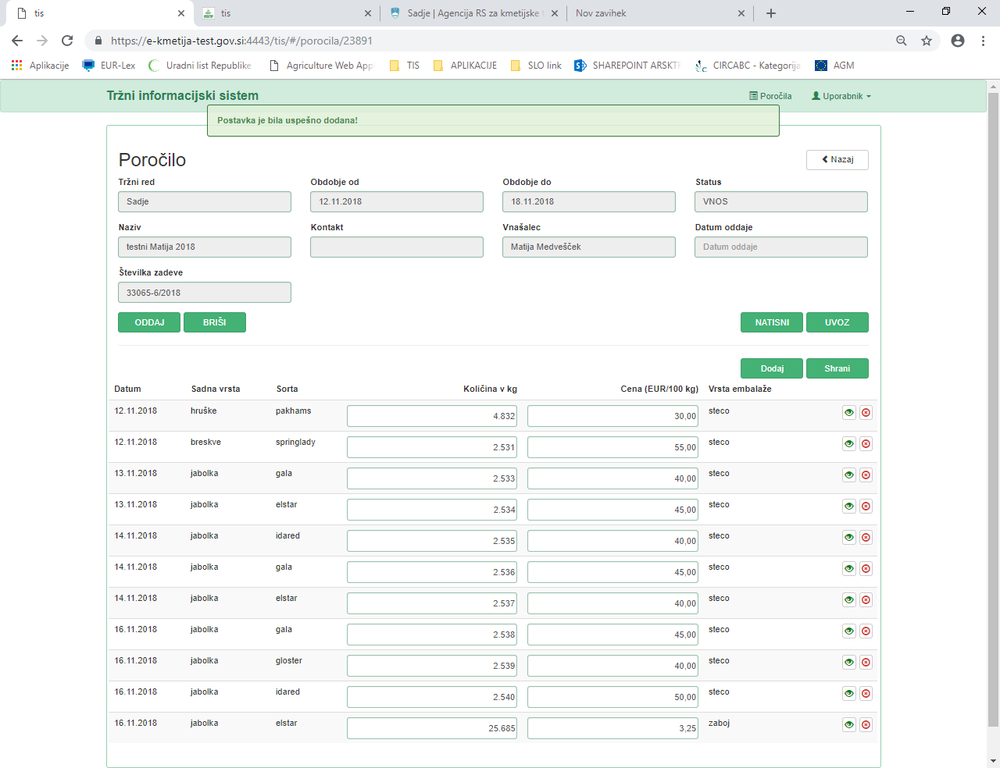 tis
tis
Sadje | Agencija RS za kmetijske
Nov zavihek
https://e-kmetija-test.gov.si:4443/tis/#/porocila/23891
Aplikacije
EUR-Lex
Uradni list Republike
Agriculture Web App
TIS
APLIKACIJE
SLO link
SHAREPOINT ARSKTR
CIRCABC - Kategorija
AGM
Tržni informacijski sistem
Poročila
Uporabnik
Postavka je bila uspešno dodana!
Poročilo
Nazaj
Tržni red Obdobje od Obdobje do Status
Sadje 12.11.2018 18.11.2018 VNOS
Naziv Kontakt Vnašalec Datum oddaje
testni Matija 2018 Matija Medvešček Datum oddaje
Številka zadeve
33065-6/2018
ODDAJ BRIŠI NATISNI UVOZ
Dodaj Shrani
Datum Sadna vrsta Sorta Količina v kg Cena (EUR/100 kg) Vrsta embalaže
12.11.2018 hruške pakhams 4.832 30,00 steco
12.11.2018 breskve springlady 2.531 55,00 steco
13.11.2018 jabolka gala 2.533 40,00 steco
13.11.2018 jabolka elstar 2.534 45,00 steco
14.11.2018 jabolka idared 2.535 40,00 steco
14.11.2018 jabolka gala 2.536 45,00 steco
14.11.2018 jabolka elstar 2.537 40,00 steco
16.11.2018 jabolka gala 2.538 45,00 steco
16.11.2018 jabolka gloster 2.539 40,00 steco
16.11.2018 jabolka idared 2.540 50,00 steco
16.11.2018 jabolka elstar 25.685 3,25 zaboj